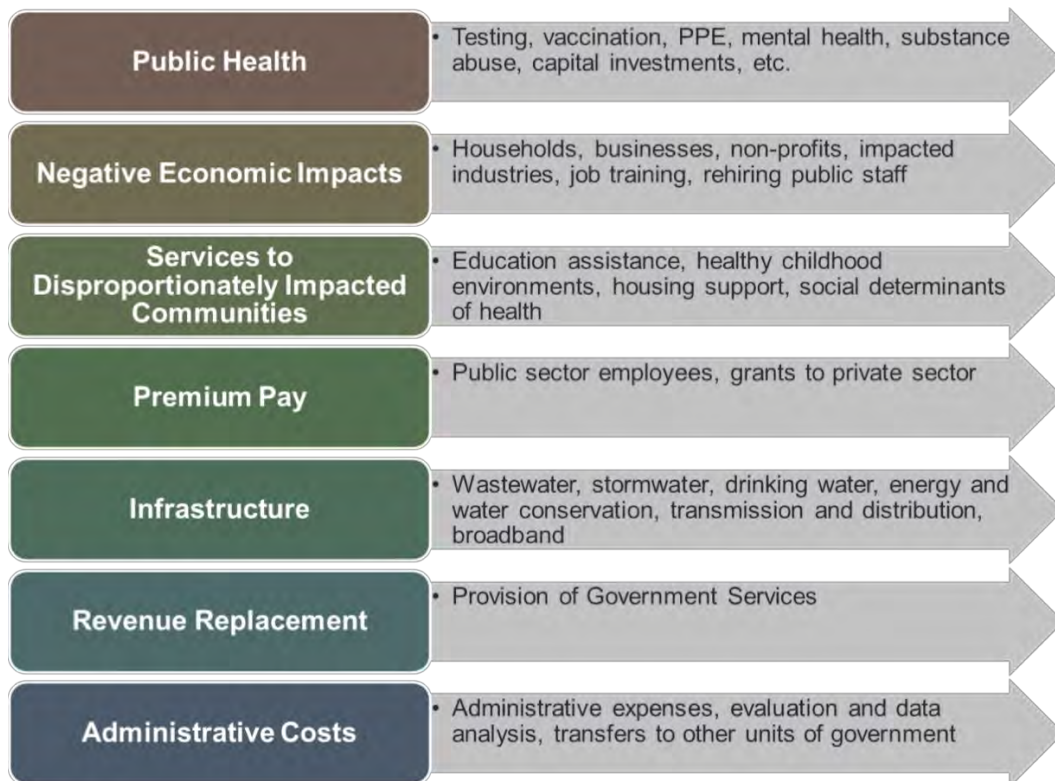 Public Health
• Testing, vaccination, PPE, mental health, substance
abuse, capital investments, etc.
Negative Economic Impacts
• Households, businesses, non-profits, impacted
industries, job training, rehiring public staff
Services to
Disproportionately Impacted
Communities
• Education assistance, healthy childhood
environments, housing support, social determinants
of health
Premium Pay
• Public sector employees, grants to private sector
Infrastructure
• Wastewater, stormwater, drinking water, energy and
water conservation, transmission and distribution,
broadband
Revenue Replacement
• Provision of Government Services
Administrative Costs
• Administrative expenses, evaluation and data
analysis, transfers to other units of government